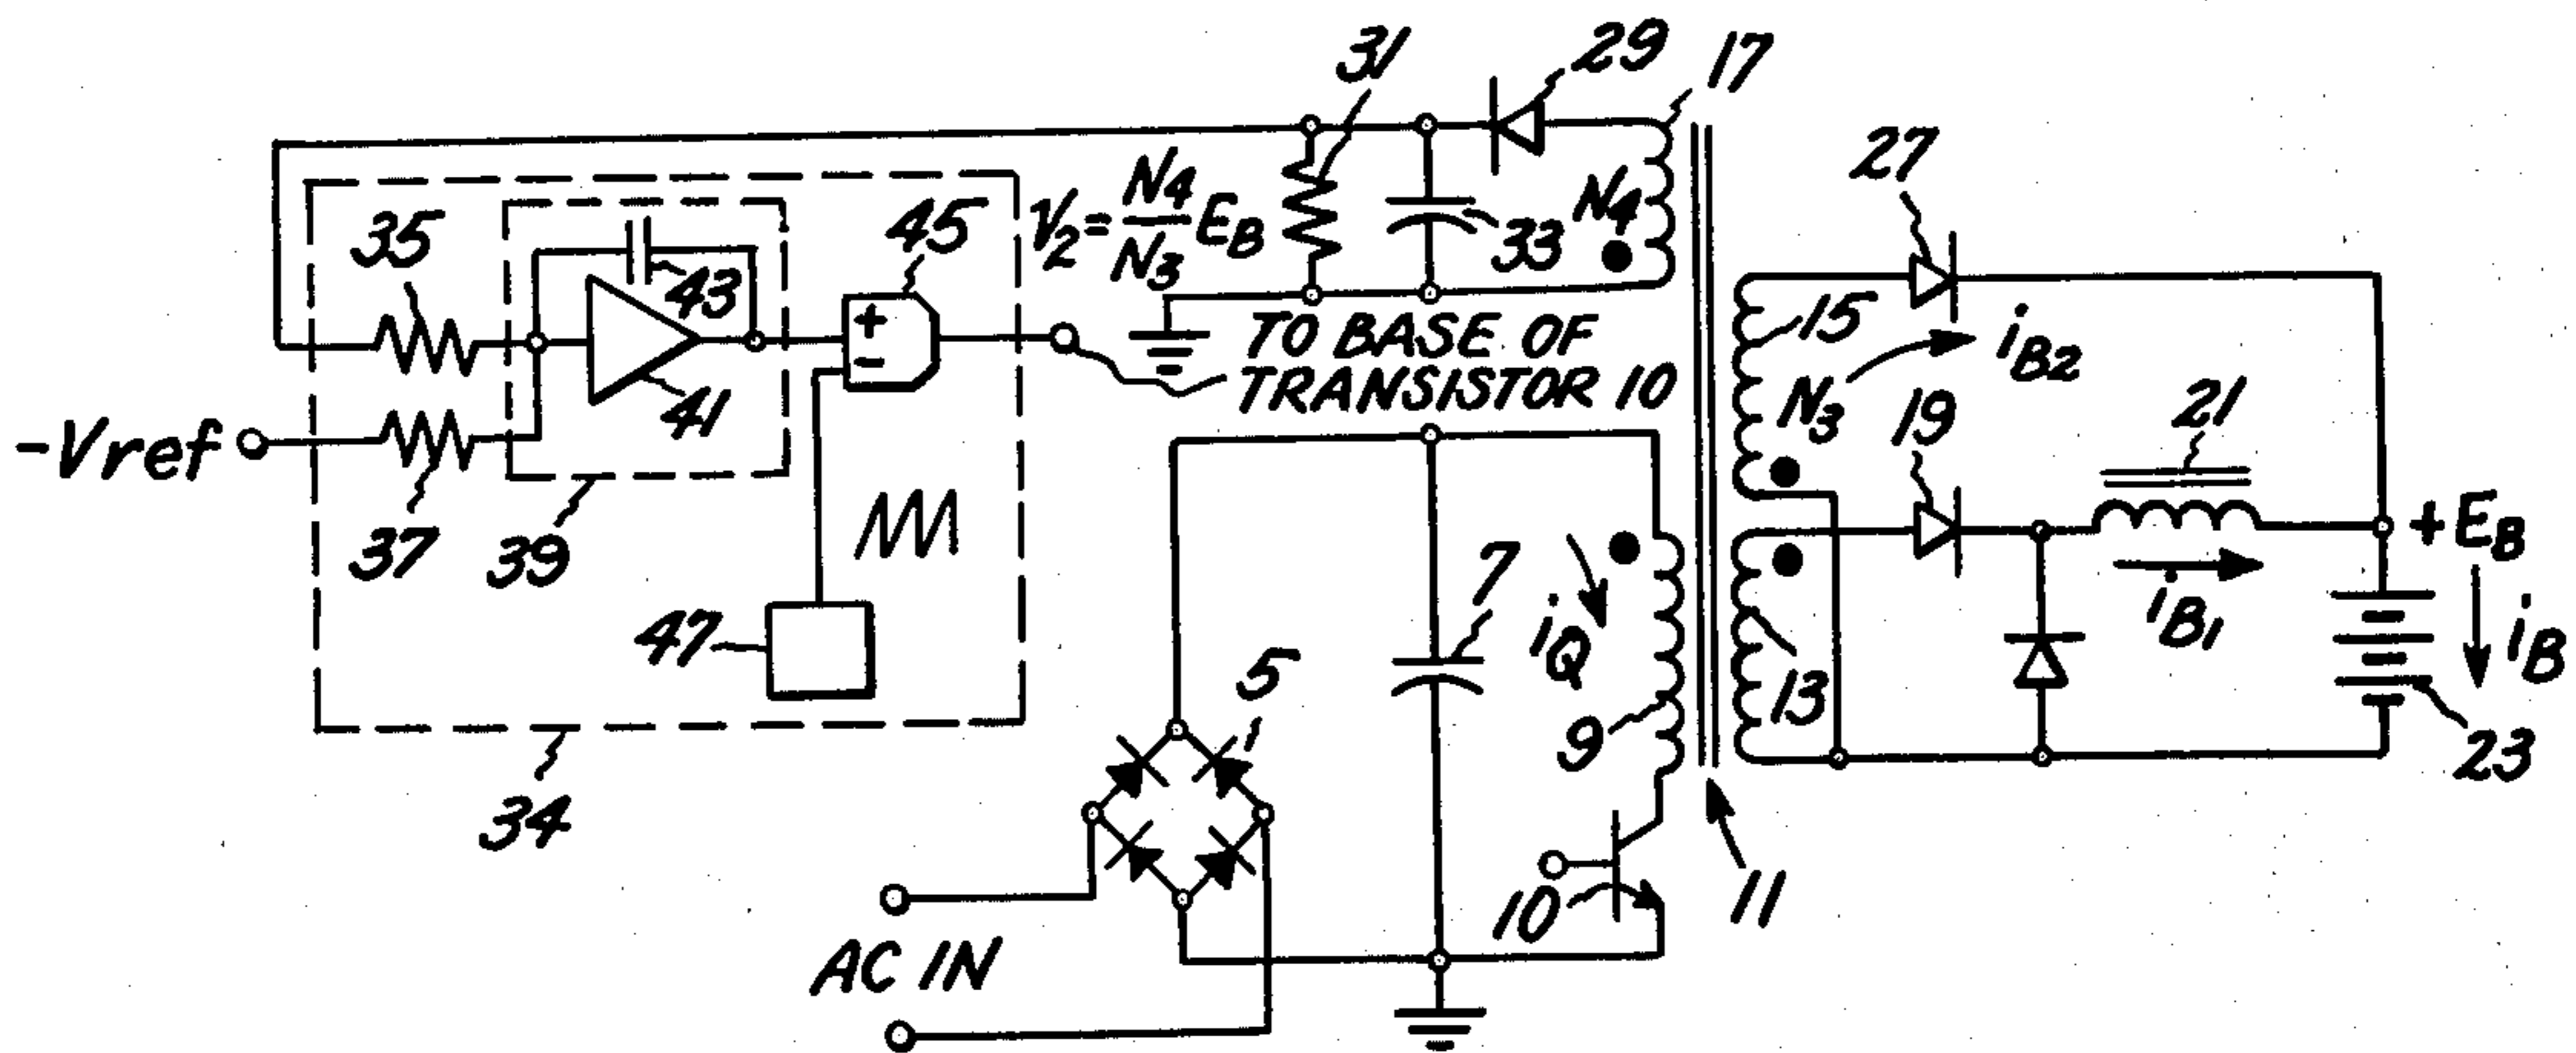 31
29
17
27
35
43
45
V2 = N4/N3 EB
33
N4
15
iB2
41
TO BASE OF
TRANSISTOR 10
N3
19
21
-Vref
37
39
+EB
iB1
iB
7
iQ
47
5
9
13
23
34
10
11
AC IN
+
-